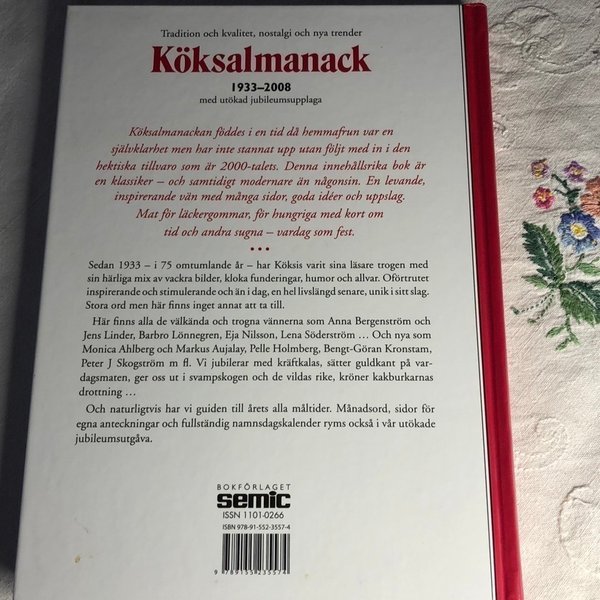 Tradition och kvalitet, nostalgi och nya trender
Köksalmanack
1933–2008
med utökad jubileumsupplaga
Köksalmanackan föddes i en tid då hemmafrun var en
självklarhet men har inte stannat upp utan följt med in i den
hektiska tillvaro som är 2000-talets. Denna innehållsrika bok är
en klassiker – och samtidigt modernare än någonsin. En levande,
inspirerande vän med många sidor, goda idéer och uppslag.
Mat för läckergommar, för hungriga med kort om
tid och andra sugna – vardag som fest.
• • •
Sedan 1933 – i 75 omtumlande år – har Köksis varit sina läsare trogen med
sin härliga mix av vackra bilder, kloka funderingar, humor och allvar. Oförtrutet
inspirerande och stimulerande och än i dag, en hel livslängd senare, unik i sitt slag.
Stora ord men här finns inget annat att ta till.
Här finns alla de välkända och trogna vännerna som Anna Bergenström och
Jens Linder, Barbro Lönnegren, Eja Nilsson, Lena Söderström … Och nya som
Monica Ahlberg och Markus Aujalay, Pelle Holmberg, Bengt-Göran Kronstam,
Peter J Skogström m fl. Vi jubilerar med kräftkalas, sätter guldkant på var-
dagsmaten, ger oss ut i svampskogen och de vildas rike, kröner kakburkarnas
drottning …
Och naturligtvis har vi guiden till årets alla måltider. Månadsord, sidor för
egna anteckningar och fullständig namnsdagskalender ryms också i vår utökade
jubileumsutgåva.
BOKFÖRLAGET
semic
ISSN 1101-0266
ISBN 978-91-552-3557-4
9 789155 235574